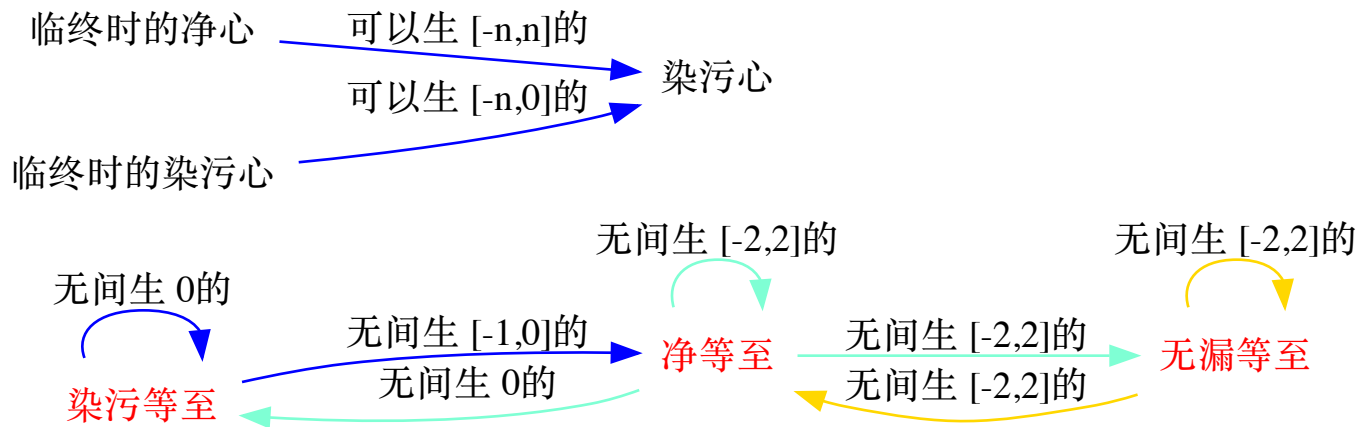 临终时的净心
可以生 [-n,n]的
染污心
可以生 [-n,0]的
临终时的染污心
无间生 [-2,2]的
无间生 [-2,2]的
无间生 0的
无间生 [-1,0]的
净等至
无间生 [-2,2]的
无漏等至
无间生 0的
无间生 [-2,2]的
染污等至